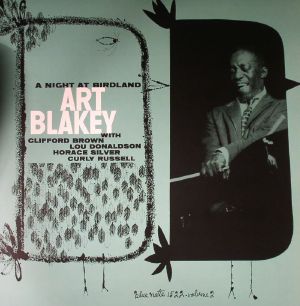 A NIGHT AT BIRDLAND
ART
BLAKEY
WITH
CLIFFORD BROWN
LOU DONALDSON
HORACE SILVER
CURLY RUSSELL
blue note 1522-volume 2